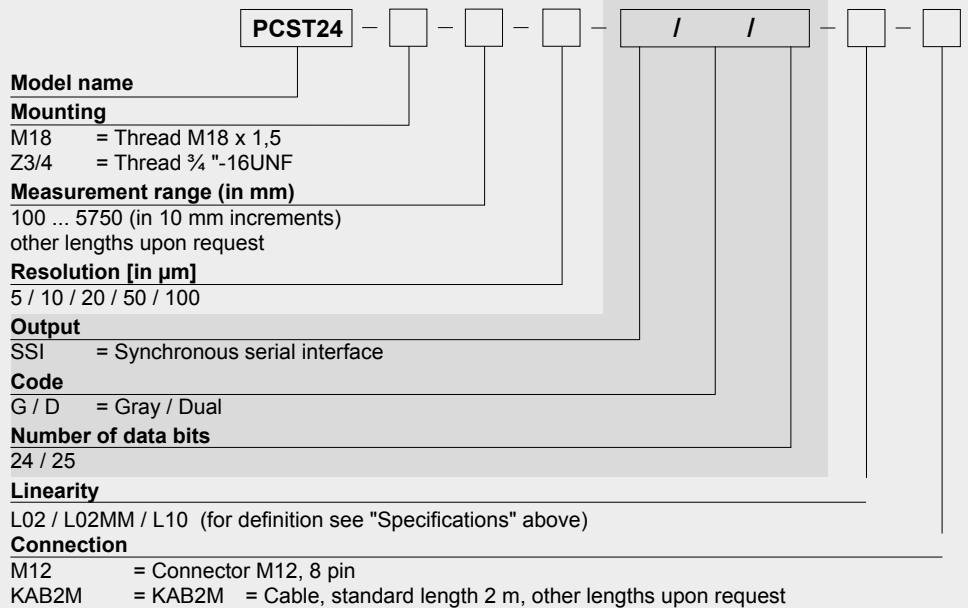 PCST24 – – – – / / – –
Model name
Mounting
M18 = Thread M18 x 1,5
Z3/4 = Thread ¾ "-16UNF
Measurement range (in mm)
100 ... 5750 (in 10 mm increments)
other lengths upon request
Resolution [in µm]
5 / 10 / 20 / 50 / 100
Output
SSI = Synchronous serial interface
Code
G / D = Gray / Dual
Number of data bits
24 / 25
Linearity
L02 / L02MM / L10 (for definition see "Specifications" above)
Connection
M12 = Connector M12, 8 pin
KAB2M = KAB2M = Cable, standard length 2 m, other lengths upon request